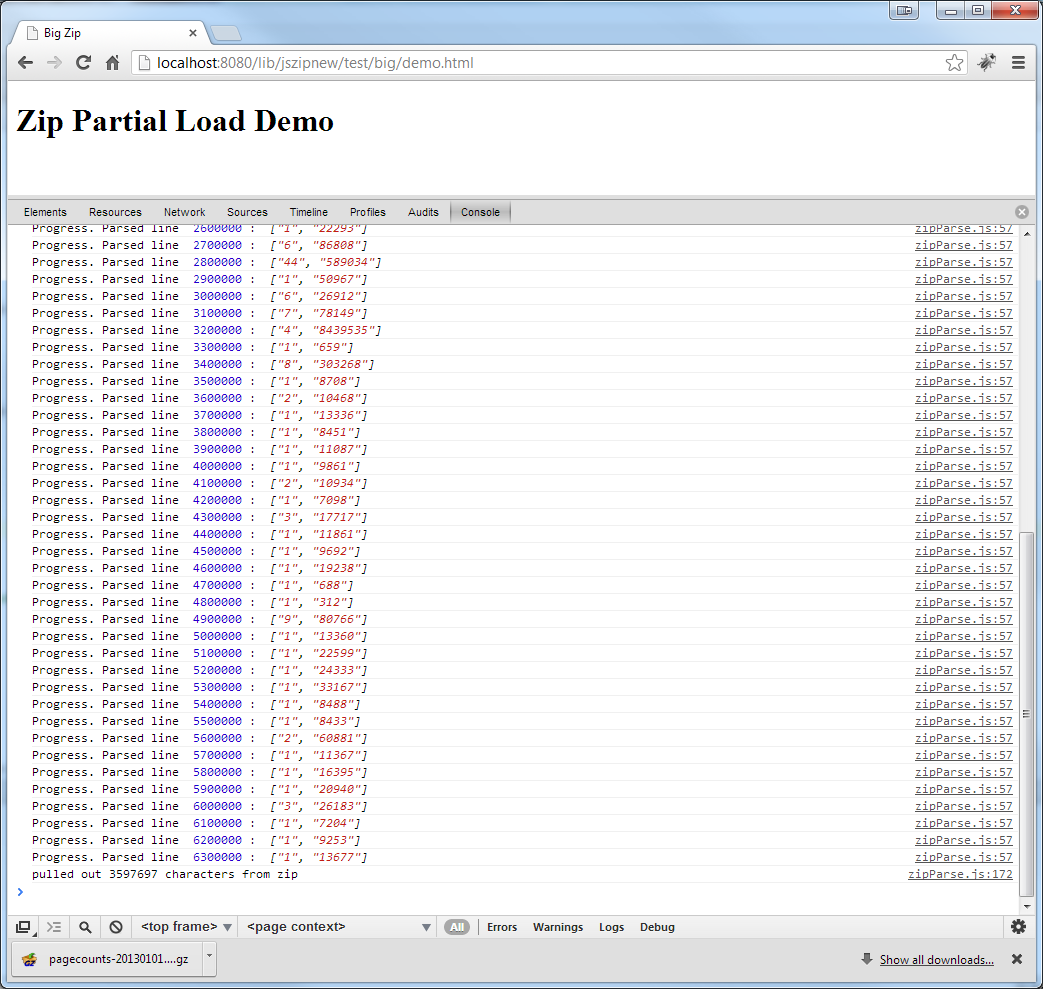 Big Zip
localhost:8080/lib/jszipnew/test/big/demo.html
Zip Partial Load Demo
Elements Resources Network Sources Timeline Profiles Audits Console
Progress. Parsed line 2600000 : ["1", "22293"] zipParse.js:57
Progress. Parsed line 2700000 : ["6", "86808"] zipParse.js:57
Progress. Parsed line 2800000 : ["44", "589034"] zipParse.js:57
Progress. Parsed line 2900000 : ["1", "50967"] zipParse.js:57
Progress. Parsed line 3000000 : ["6", "26912"] zipParse.js:57
Progress. Parsed line 3100000 : ["7", "78149"] zipParse.js:57
Progress. Parsed line 3200000 : ["4", "8439535"] zipParse.js:57
Progress. Parsed line 3300000 : ["1", "659"] zipParse.js:57
Progress. Parsed line 3400000 : ["8", "303268"] zipParse.js:57
Progress. Parsed line 3500000 : ["1", "8708"] zipParse.js:57
Progress. Parsed line 3600000 : ["2", "10468"] zipParse.js:57
Progress. Parsed line 3700000 : ["1", "13336"] zipParse.js:57
Progress. Parsed line 3800000 : ["1", "8451"] zipParse.js:57
Progress. Parsed line 3900000 : ["1", "11087"] zipParse.js:57
Progress. Parsed line 4000000 : ["1", "9861"] zipParse.js:57
Progress. Parsed line 4100000 : ["2", "10934"] zipParse.js:57
Progress. Parsed line 4200000 : ["1", "7098"] zipParse.js:57
Progress. Parsed line 4300000 : ["3", "17717"] zipParse.js:57
Progress. Parsed line 4400000 : ["1", "11861"] zipParse.js:57
Progress. Parsed line 4500000 : ["1", "9692"] zipParse.js:57
Progress. Parsed line 4600000 : ["1", "19238"] zipParse.js:57
Progress. Parsed line 4700000 : ["1", "688"] zipParse.js:57
Progress. Parsed line 4800000 : ["1", "312"] zipParse.js:57
Progress. Parsed line 4900000 : ["9", "80766"] zipParse.js:57
Progress. Parsed line 5000000 : ["1", "13360"] zipParse.js:57
Progress. Parsed line 5100000 : ["1", "22599"] zipParse.js:57
Progress. Parsed line 5200000 : ["1", "24333"] zipParse.js:57
Progress. Parsed line 5300000 : ["1", "33167"] zipParse.js:57
Progress. Parsed line 5400000 : ["1", "8488"] zipParse.js:57
Progress. Parsed line 5500000 : ["1", "8433"] zipParse.js:57
Progress. Parsed line 5600000 : ["2", "60881"] zipParse.js:57
Progress. Parsed line 5700000 : ["1", "11367"] zipParse.js:57
Progress. Parsed line 5800000 : ["1", "16395"] zipParse.js:57
Progress. Parsed line 5900000 : ["1", "20940"] zipParse.js:57
Progress. Parsed line 6000000 : ["3", "26183"] zipParse.js:57
Progress. Parsed line 6100000 : ["1", "7204"] zipParse.js:57
Progress. Parsed line 6200000 : ["1", "9253"] zipParse.js:57
Progress. Parsed line 6300000 : ["1", "13677"] zipParse.js:57
pulled out 3597697 characters from zip zipParse.js:172
<top frame> <page context> All Errors Warnings Logs Debug
pagecounts-20130101....gz Show all downloads...